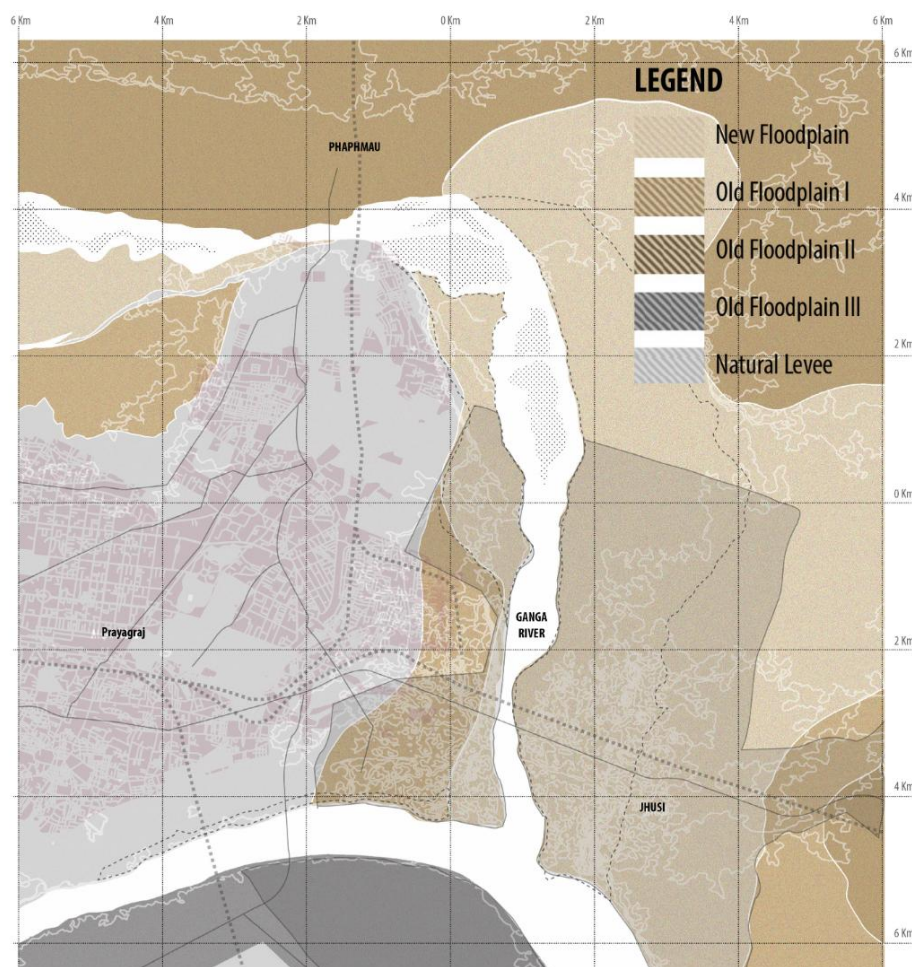 6 Km
4 Km
2 Km
0 Km
2 Km
4 Km
6 Km
6 Km
LEGEND
New Floodplain
PHAPHMAU
Old Floodplain I
4 Km
Old Floodplain II
Old Floodplain III
2 Km
Natural Levee
0 Km
GANGA
RIVER
Prayagraj
2 Km
4 Km
JHUSI
6 Km